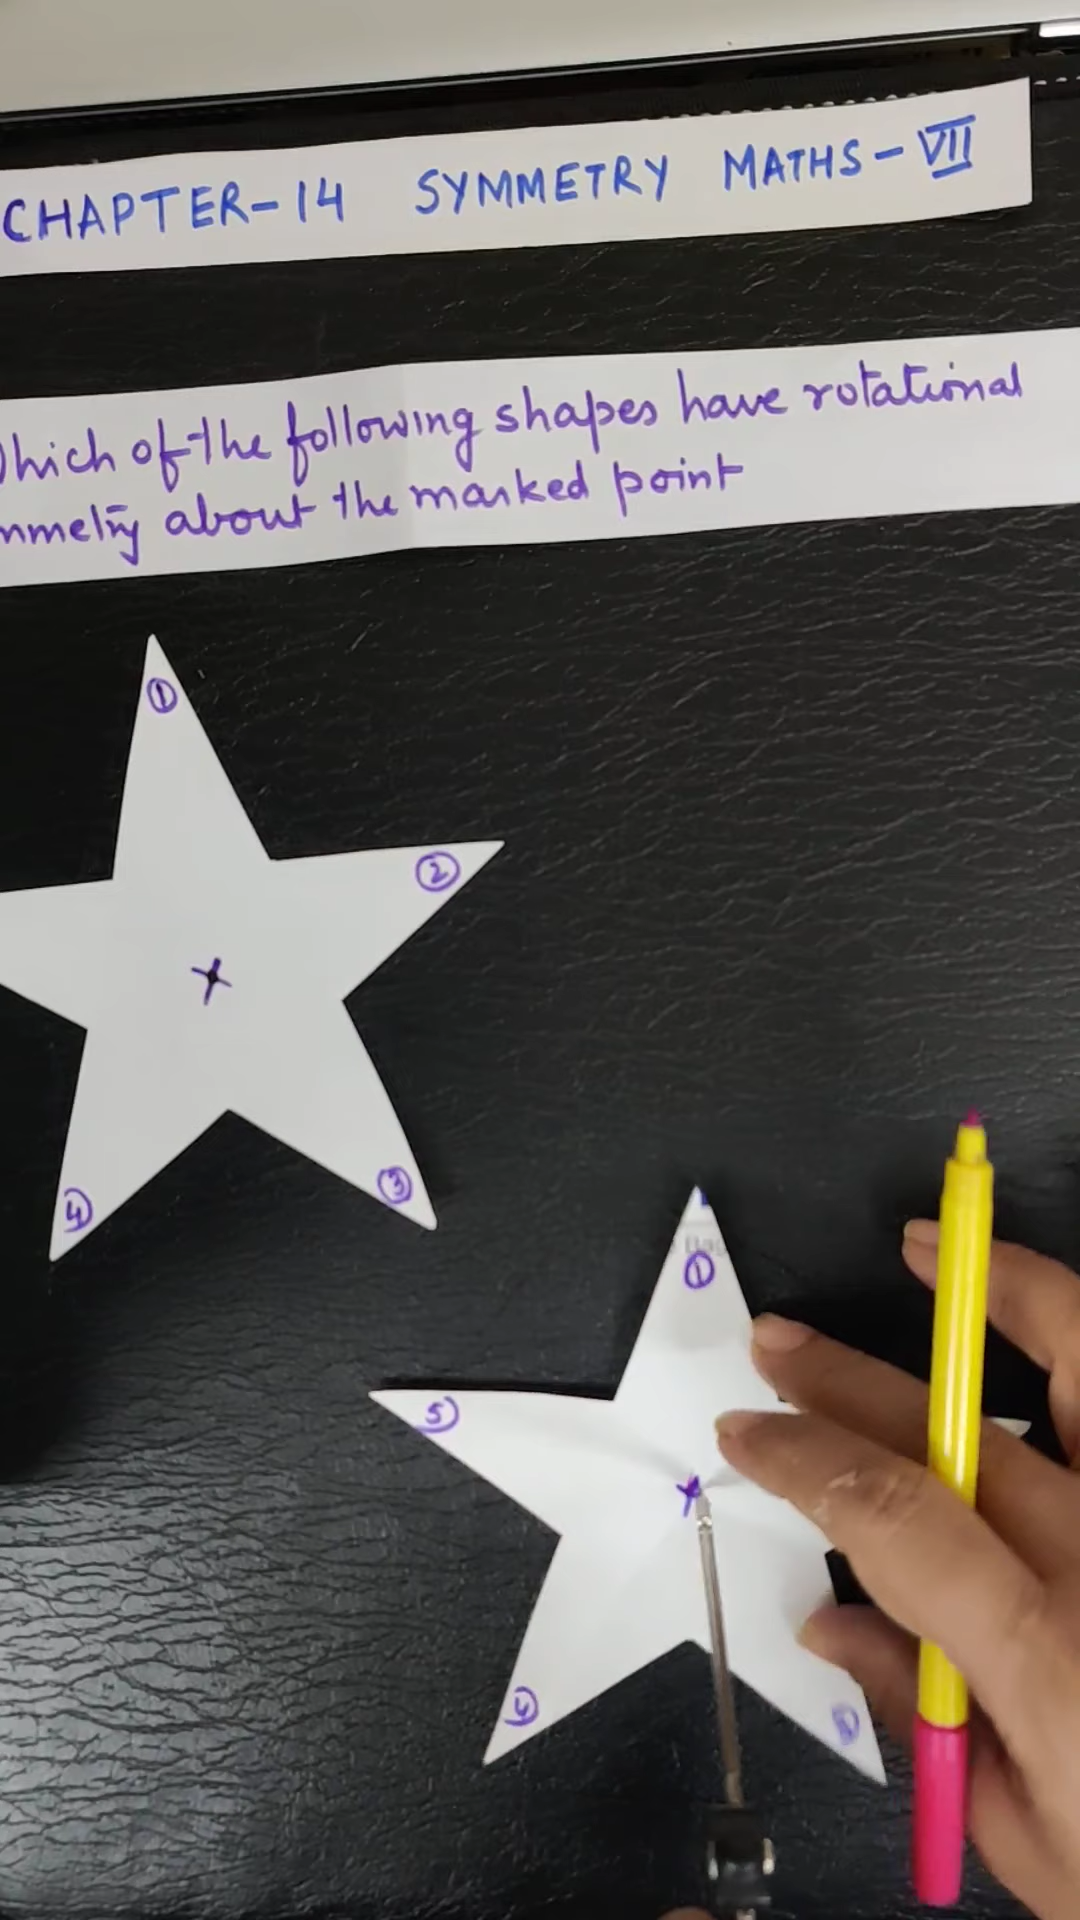 CHAPTER-14 SYMMETRY MATHS-VII
hich of the following shapes have rotational
mmetry about the marked point
①
②
③
④
①
⑤
④